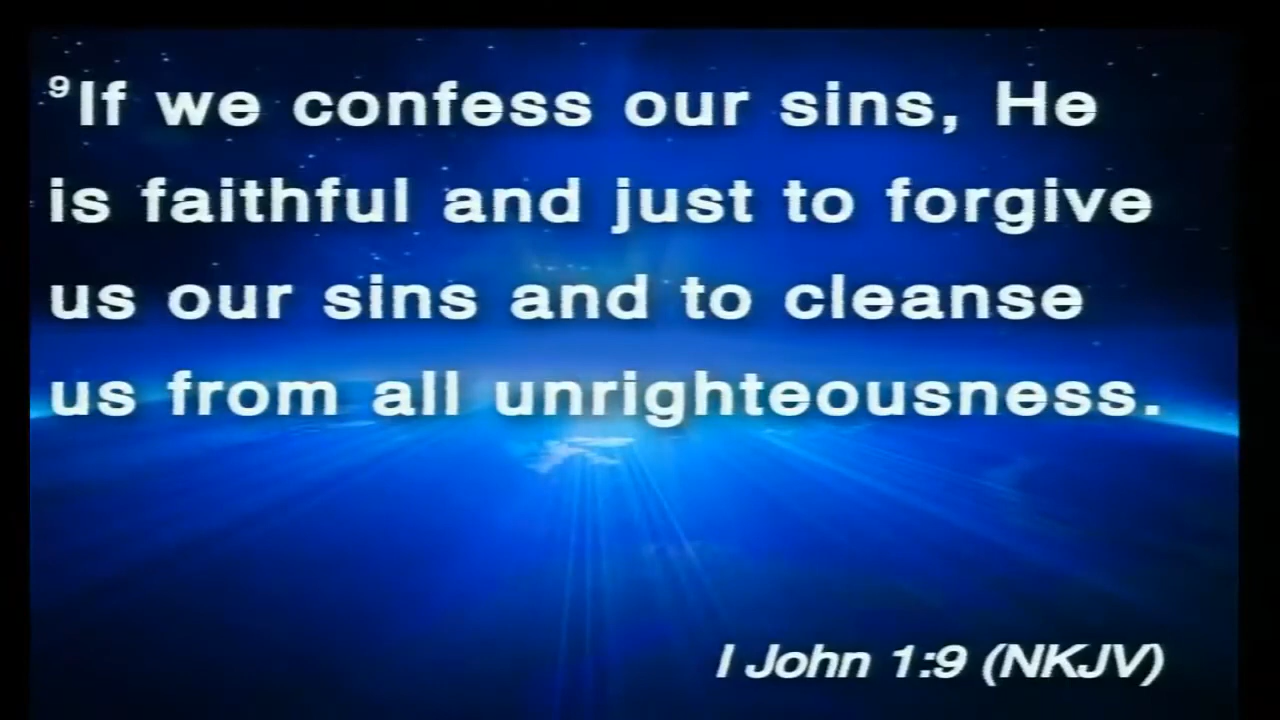 ⁹If we confess our sins, He
is faithful and just to forgive
us our sins and to cleanse
us from all unrighteousness.
I John 1:9 (NKJV)